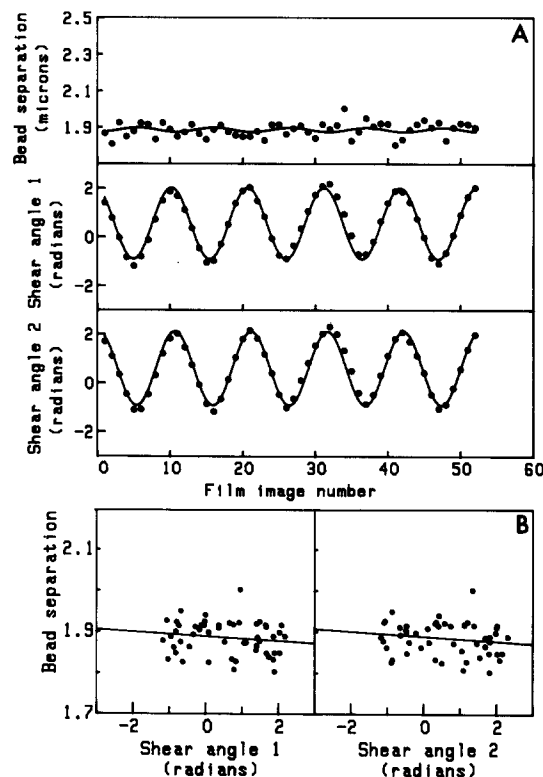 A
Bead separation
(microns)
2.5
2.1
1.9
Shear angle 1
(radians)
2
0
-2
Shear angle 2
(radians)
2
0
-2
0 10 20 30 40 50 60
Film image number
B
Bead separation
2.1
1.9
1.7
-2 0 2 -2 0 2
Shear angle 1 Shear angle 2
(radians) (radians)